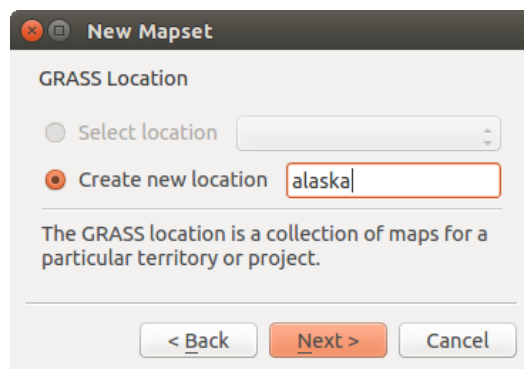 New Mapset
GRASS Location
Select location
Create new location alaska
The GRASS location is a collection of maps for a
particular territory or project.
< Back Next > Cancel